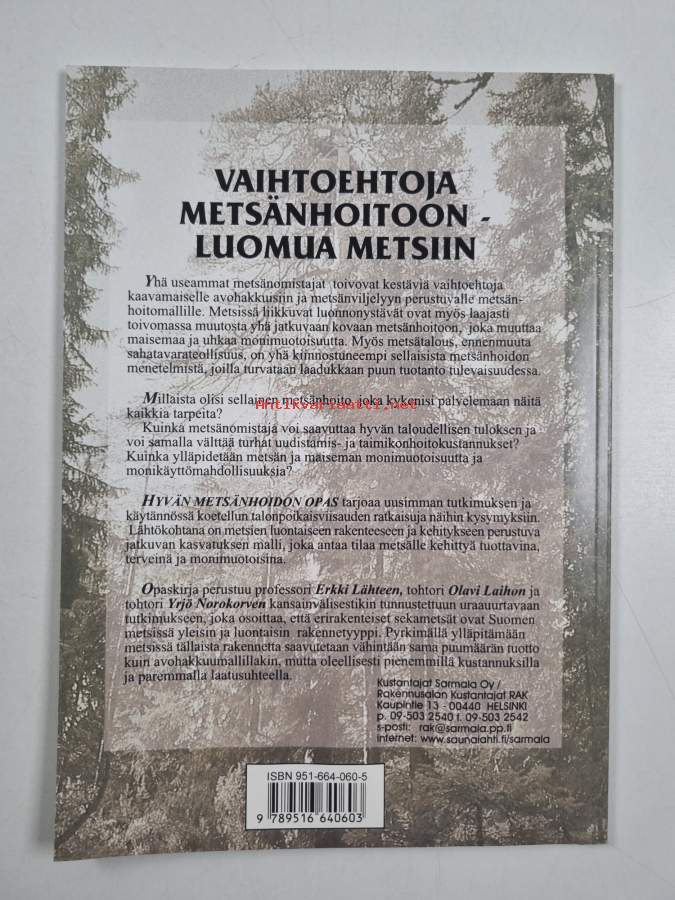 VAIHTOEHTOJA
METSÄNHOITOON -
LUOMUA METSIIN
Yhä useammat metsänomistajat toivovat kestäviä vaihtoehtoja
kaavamaiselle avohakkuisiin ja metsänviljelyyn perustuvalle metsän-
hoitomallille. Metsissä liikkuvat luonnonystävät ovat myös laajasti
toivomassa muutosta yhä jatkuvaan kovaan metsänhoitoon, joka muuttaa
maisemaa ja uhkaa monimuotoisuutta. Myös metsätalous, ennenmuuta
sahatavarateollisuus, on yhä kiinnostuneempi sellaisista metsänhoidon
menetelmistä, joilla turvataan laadukkaan puun tuotanto tulevaisuudessa.
Millaista olisi sellainen metsänhoito, joka kykenisi palvelemaan näitä
Antikvariaatti.net
kaikkia tarpeita?
Kuinka metsänomistaja voi saavuttaa hyvän taloudellisen tuloksen ja
voi samalla välttää turhat uudistamis- ja taimikonhoitokustannukset?
Kuinka ylläpidetään metsän ja maiseman monimuotoisuutta ja
monikäyttömahdollisuuksia?
HYVÄN METSÄNHOIDON OPAS tarjoaa uusimman tutkimuksen ja
käytännössä koetellun talonpoikaisviisauden ratkaisuja näihin kysymyksiin.
Lähtökohtana on metsien luontaiseen rakenteeseen ja kehitykseen perustuva
jatkuvan kasvatuksen malli, joka antaa tilaa metsälle kehittyä tuottavina,
terveinä ja monimuotoisina.
Opaskirja perustuu professori Erkki Lähteen, tohtori Olavi Laihon ja
tohtori Yrjö Norokorven kansainvälisestikin tunnustettuun uraauurtavaan
tutkimukseen, joka osoittaa, että erirakenteiset sekametsät ovat Suomen
metsissä yleisin ja luontaisin rakennetyyppi. Pyrkimällä ylläpitämään
metsissä tällaista rakennetta saavutetaan vähintään sama puumäärän tuotto
kuin avohakkuumallillakin, mutta oleellisesti pienemmillä kustannuksilla
ja paremmalla laatusuhteella.
Kustantajat Sarmala Oy /
Rakennusalan Kustantajat RAK
Kaupintie 13 - 00440 HELSINKI
p. 09-503 2540 f. 09-503 2542
s-posti: rak@sarmala.pp.fi
internet: www.saunalahti.fi/sarmala
ISBN 951-664-060-5
9 789516 640603